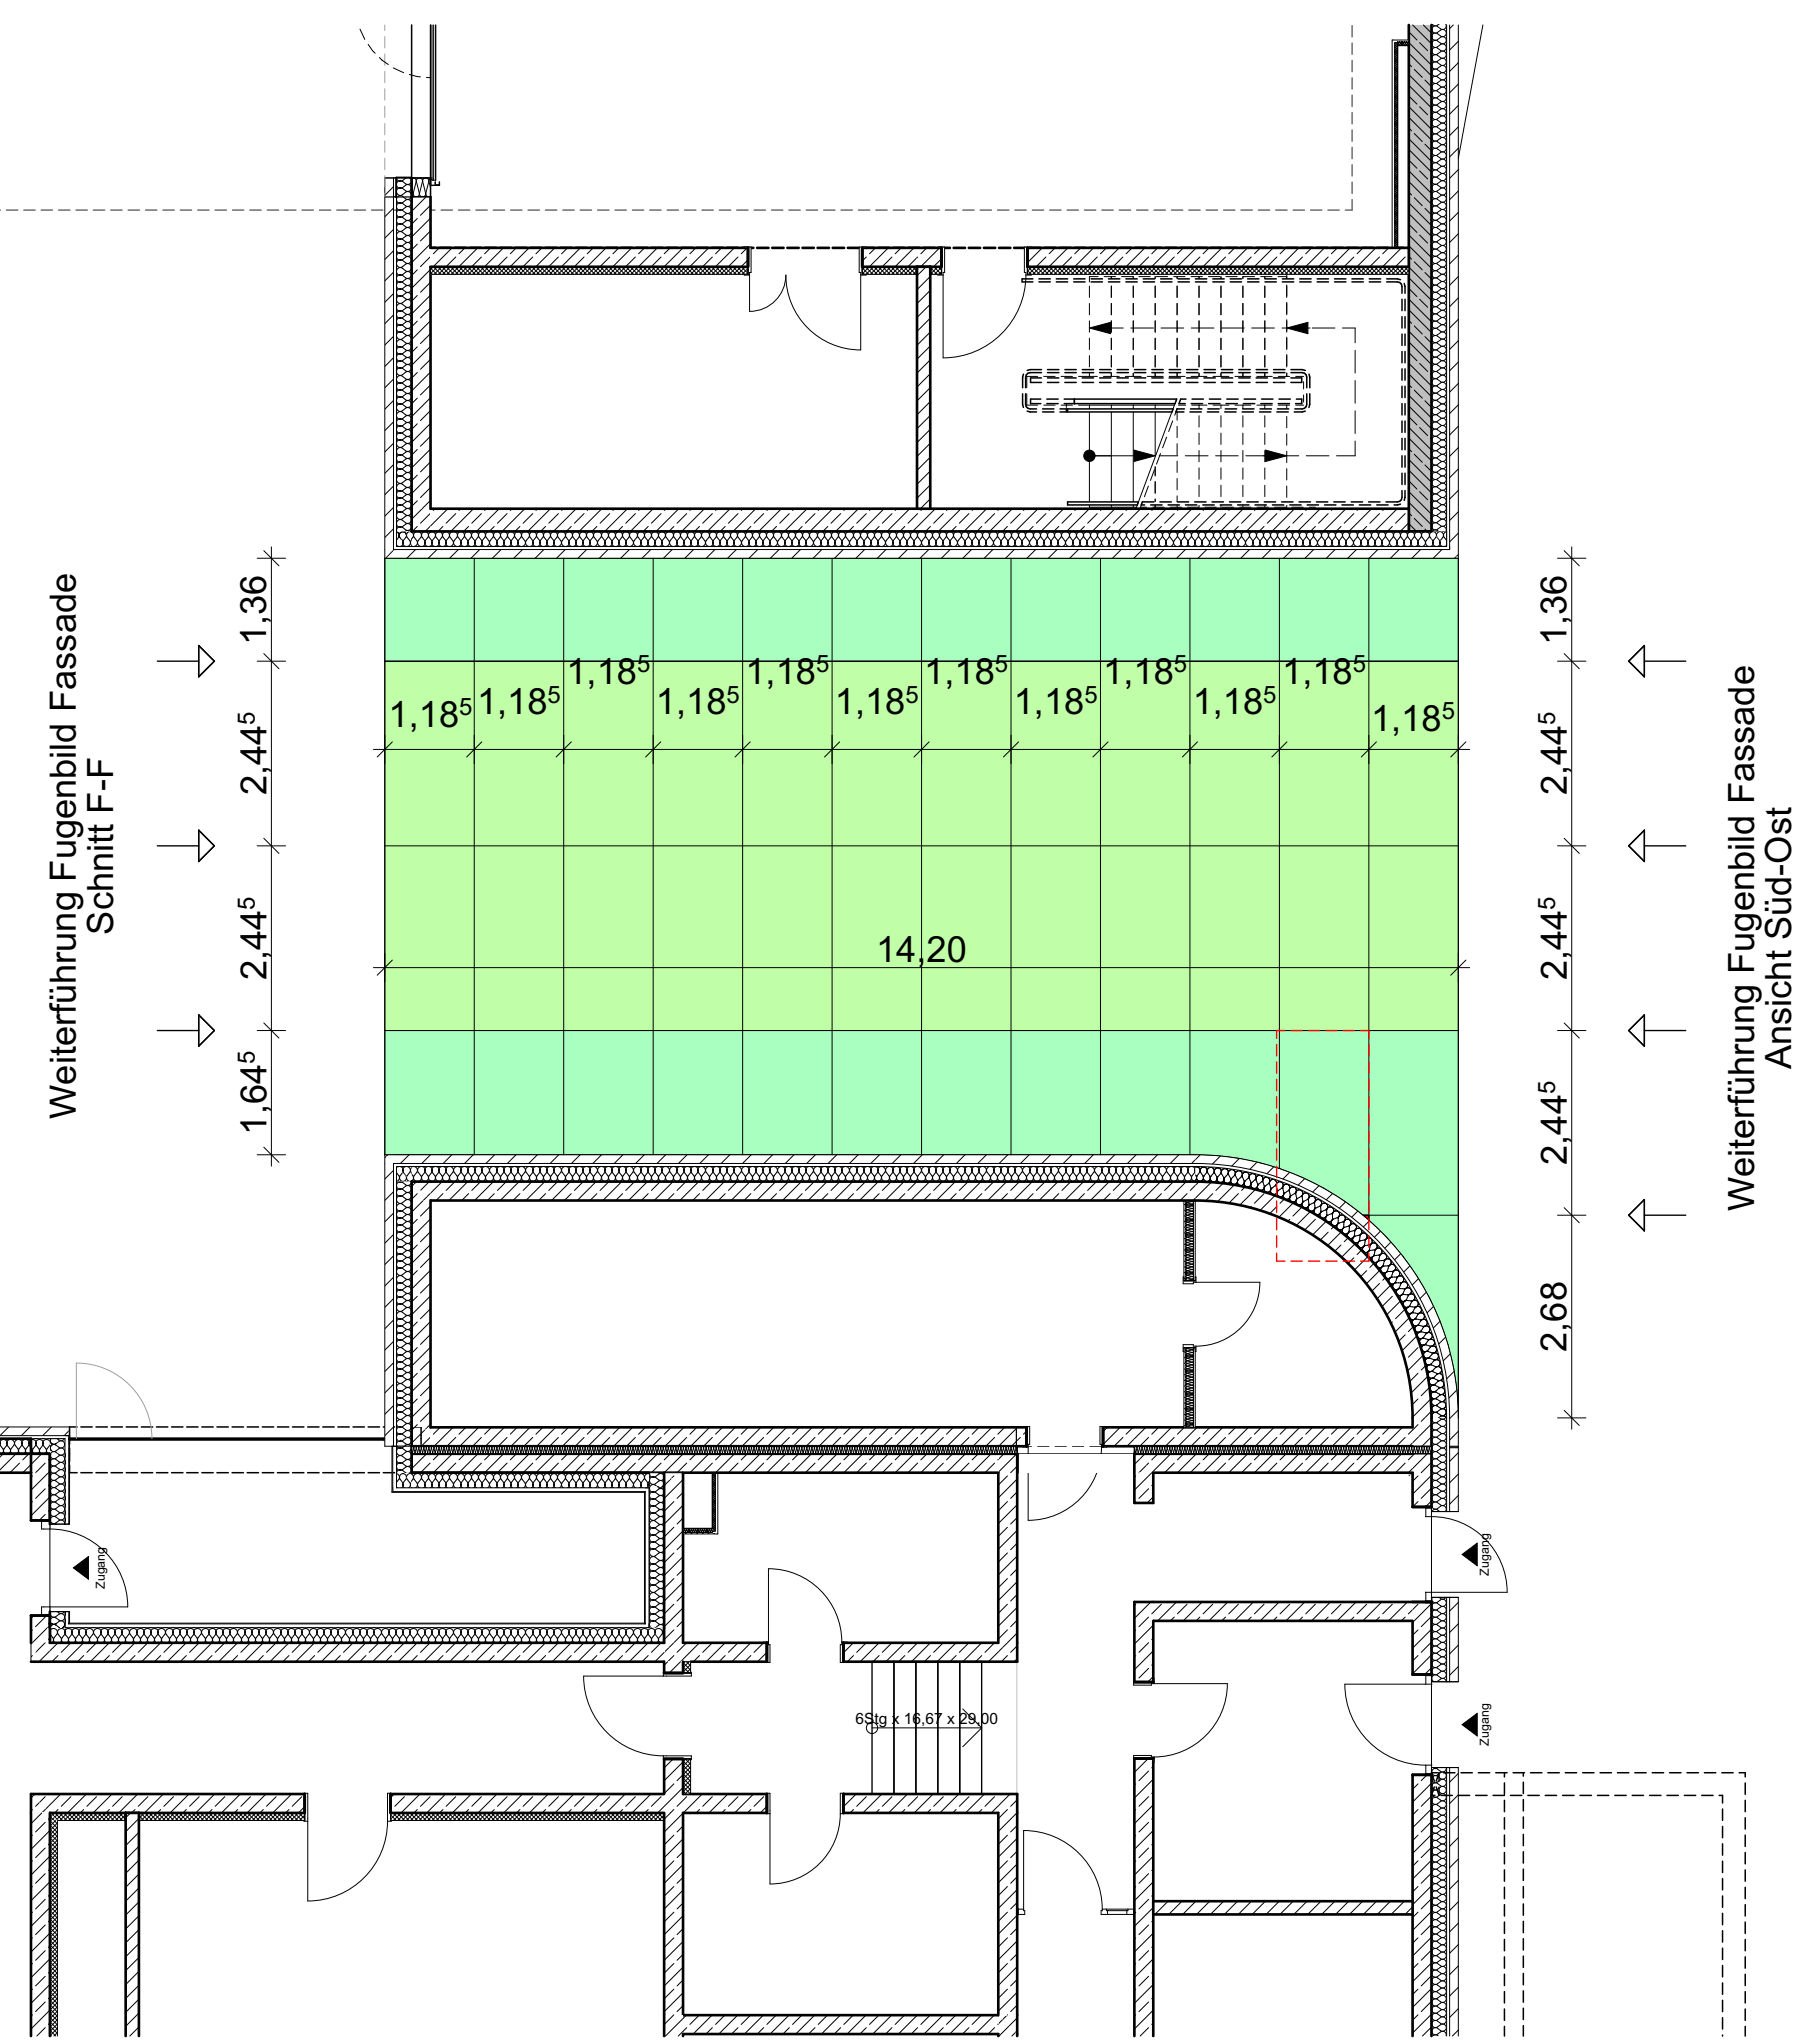 Weiterführung Fugenbild Fassade
Schnitt F-F
1,36
2,44⁵
2,44⁵
1,64⁵
1,18⁵
1,18⁵
1,18⁵
1,18⁵
1,18⁵
1,18⁵
1,18⁵
1,18⁵
1,18⁵
1,18⁵
1,18⁵
1,18⁵
14,20
1,36
2,44⁵
2,44⁵
2,44⁵
2,68
Weiterführung Fugenbild Fassade
Ansicht Süd-Ost
Zugang
Zugang
6Stg x 16,67 x 29,00
Zugang